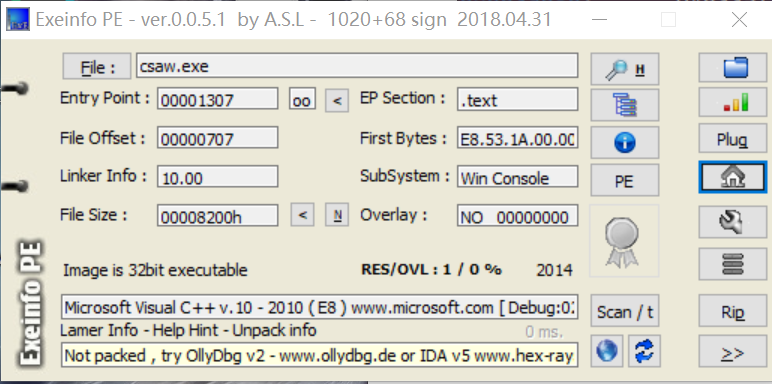 Exeinfo PE - ver.0.0.5.1 by A.S.L - 1020+68 sign 2018.04.31
File : csaw.exe H
Entry Point : 00001307 oo < EP Section : .text
File Offset : 00000707 First Bytes : E8.53.1A.00.00 Plug
Linker Info : 10.00 SubSystem : Win Console PE
File Size : 00008200h < N Overlay : NO 00000000
Image is 32bit executable RES/OVL : 1 / 0 % 2014
Exeinfo PE
Microsoft Visual C++ v.10 - 2010 ( E8 ) www.microsoft.com [ Debug:02 Scan / t Rip
Lamer Info - Help Hint - Unpack info 0 ms.
Not packed , try OllyDbg v2 - www.ollydbg.de or IDA v5 www.hex-ray >>